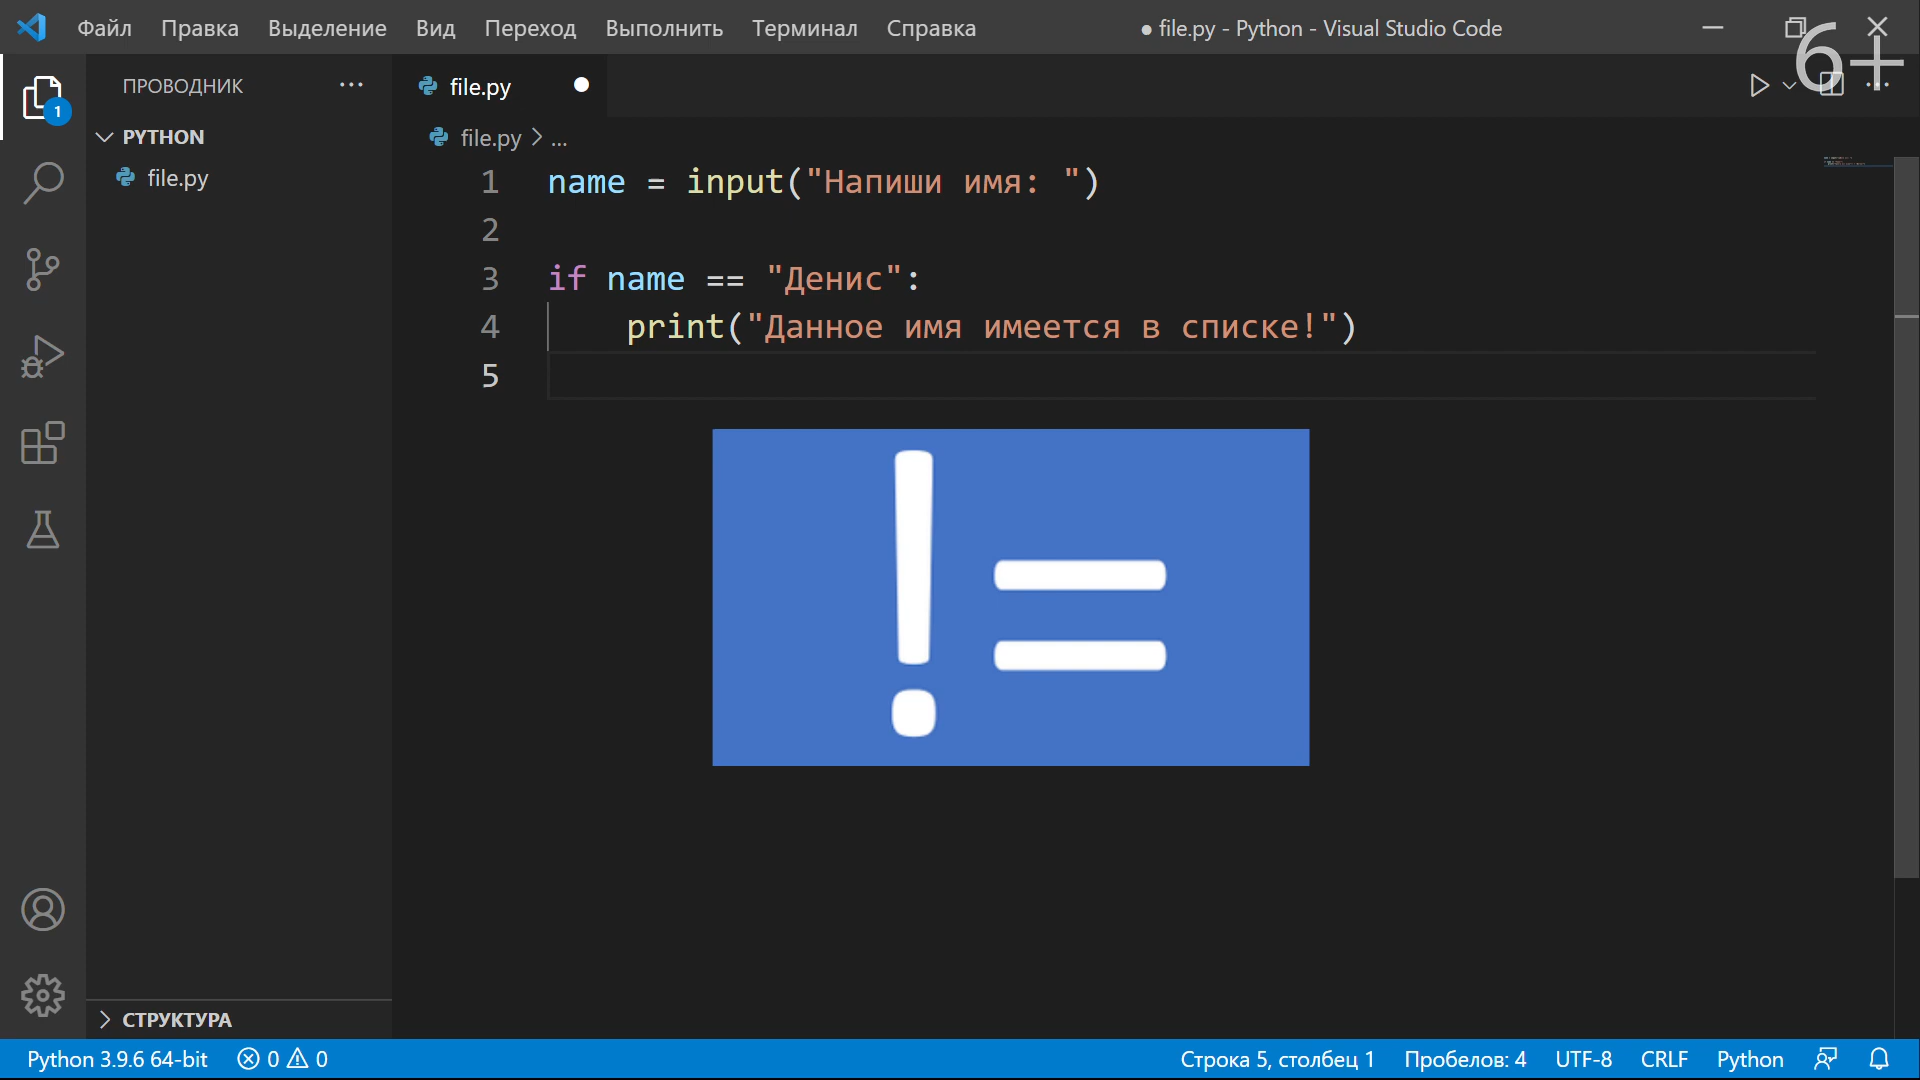 Файл Правка Выделение Вид Переход Выполнить Терминал Справка
● file.py - Python - Visual Studio Code
6+
ПРОВОДНИК ...
file.py
1
PYTHON
file.py
file.py > ...
1 name = input("Напиши имя: ")
2
3 if name == "Денис":
4 print("Данное имя имеется в списке!")
5
!=
СТРУКТУРА
Python 3.9.6 64-bit 0 0
Строка 5, столбец 1 Пробелов: 4 UTF-8 CRLF Python